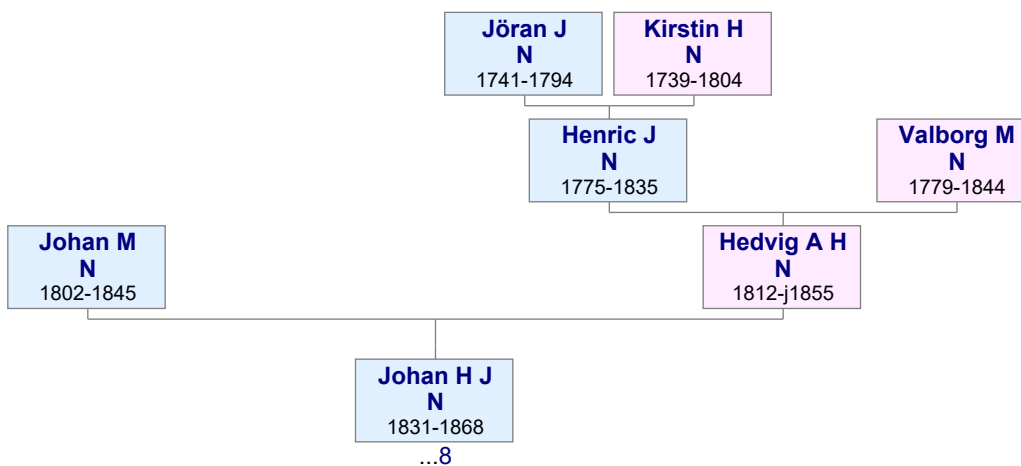 Jöran J
N
1741-1794
Kirstin H
N
1739-1804
Henric J
N
1775-1835
Valborg M
N
1779-1844
Johan M
N
1802-1845
Hedvig A H
N
1812-j1855
Johan H J
N
1831-1868
...8